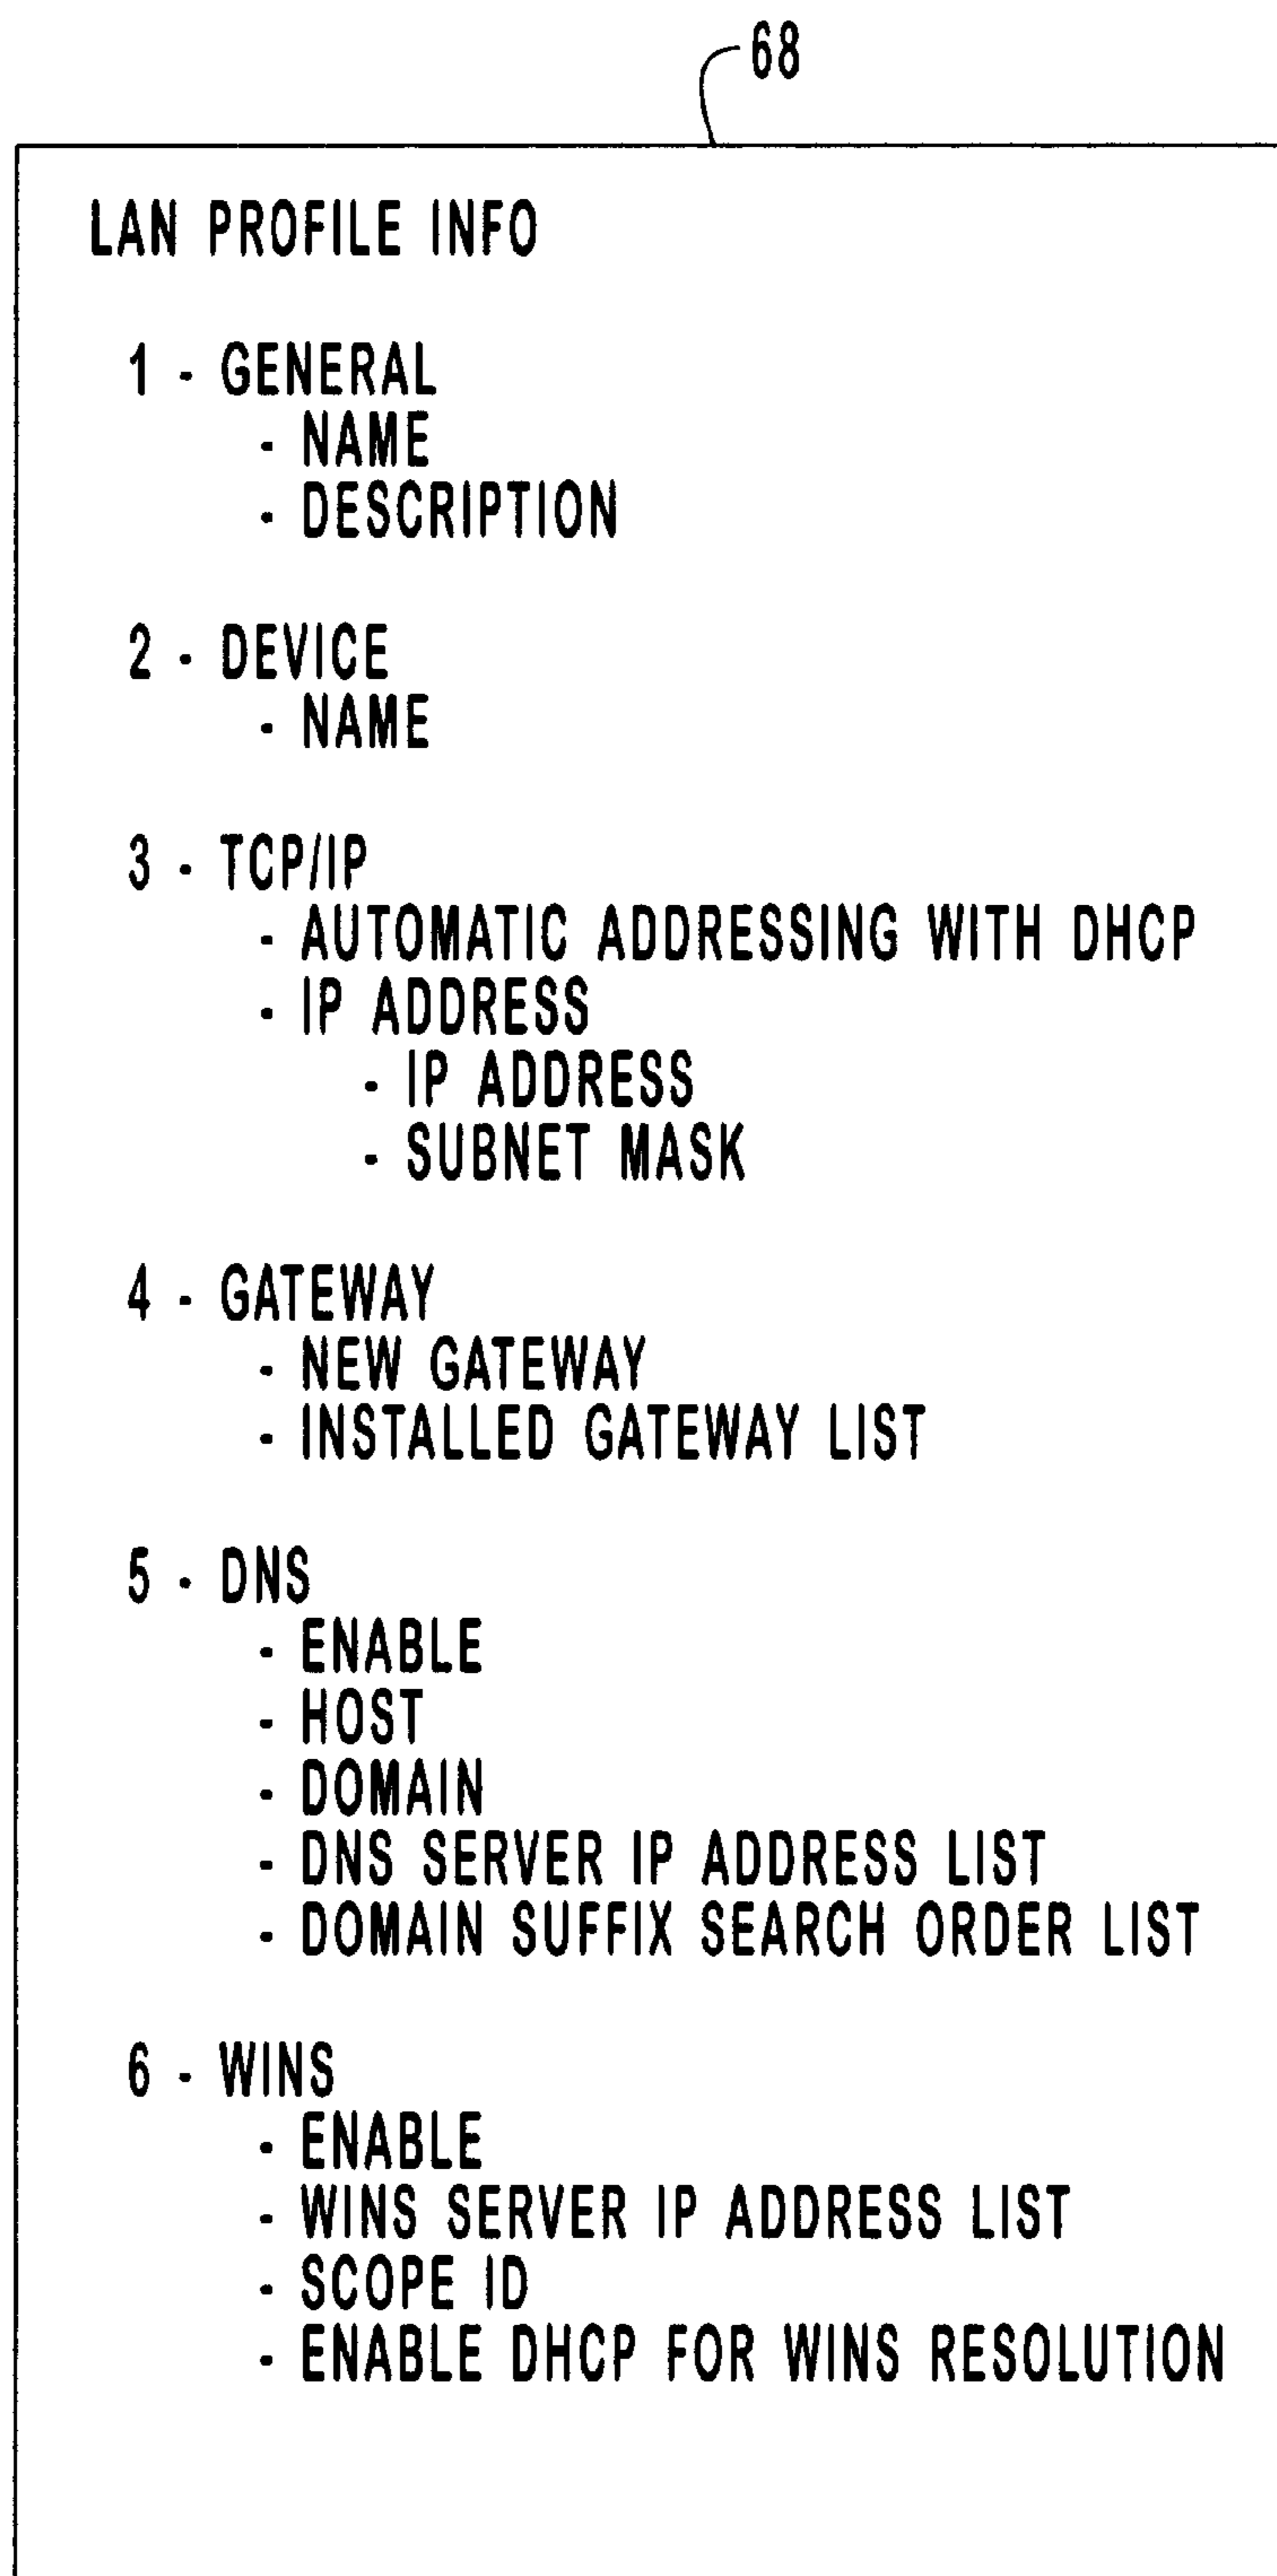 68
LAN PROFILE INFO
1 - GENERAL
- NAME
- DESCRIPTION
2 - DEVICE
- NAME
3 - TCP/IP
- AUTOMATIC ADDRESSING WITH DHCP
- IP ADDRESS
- IP ADDRESS
- SUBNET MASK
4 - GATEWAY
- NEW GATEWAY
- INSTALLED GATEWAY LIST
5 - DNS
- ENABLE
- HOST
- DOMAIN
- DNS SERVER IP ADDRESS LIST
- DOMAIN SUFFIX SEARCH ORDER LIST
6 - WINS
- ENABLE
- WINS SERVER IP ADDRESS LIST
- SCOPE ID
- ENABLE DHCP FOR WINS RESOLUTION